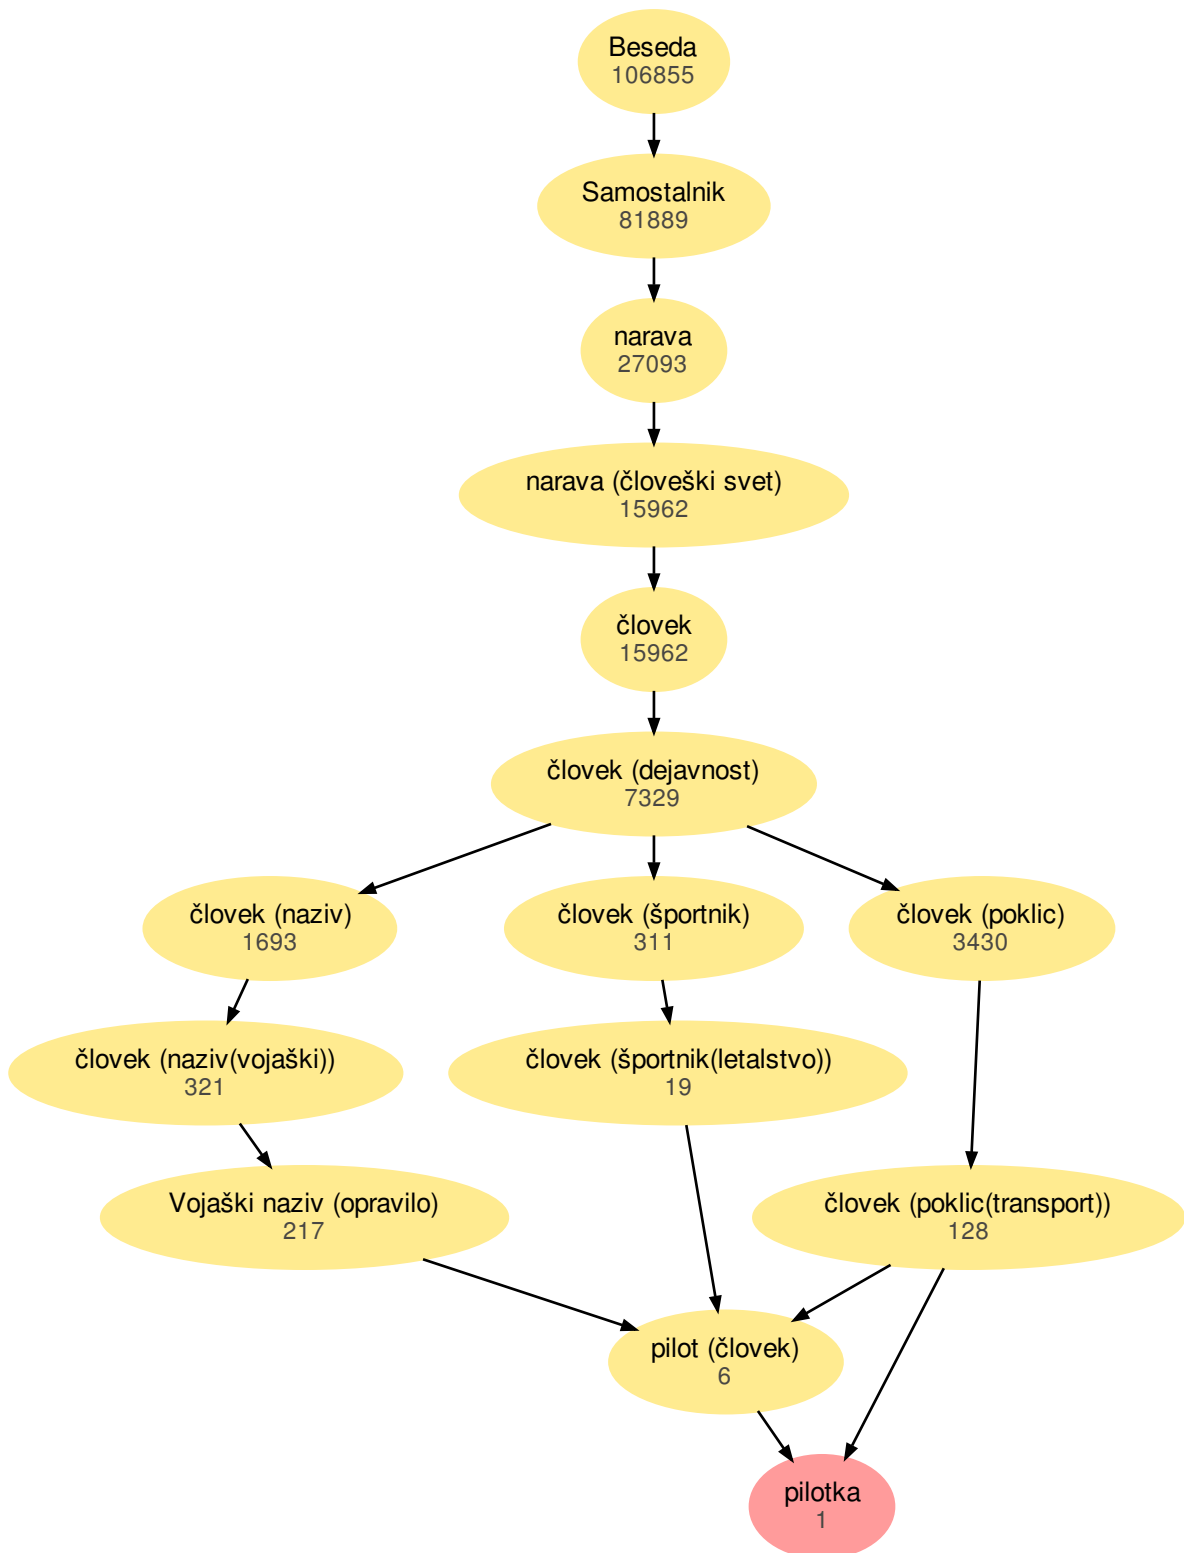 Beseda
106855
Samostalnik
81889
narava
27093
narava (človeški svet)
15962
človek
15962
človek (dejavnost)
7329
človek (naziv)
1693
človek (športnik)
311
človek (poklic)
3430
človek (naziv(vojaški))
321
človek (športnik(letalstvo))
19
Vojaški naziv (opravilo)
217
človek (poklic(transport))
128
pilot (človek)
6
pilotka
1